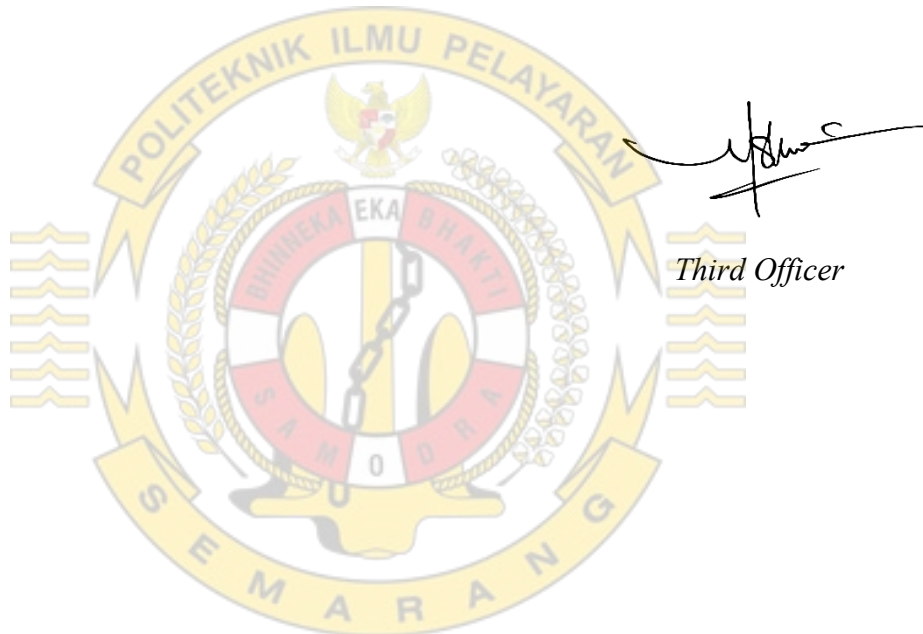 POLITEKNIK ILMU PELAYARAN
BHINNEKA EKA BHAKTI
SAMODRA
SEMARANG
Third Officer